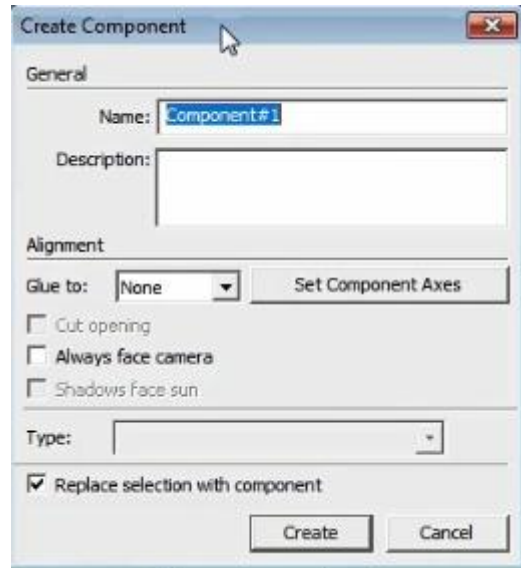 Create Component
General
Name: Component#1
Description:
Alignment
Glue to: None Set Component Axes
Cut opening
Always face camera
Shadows face sun
Type:
Replace selection with component
Create Cancel